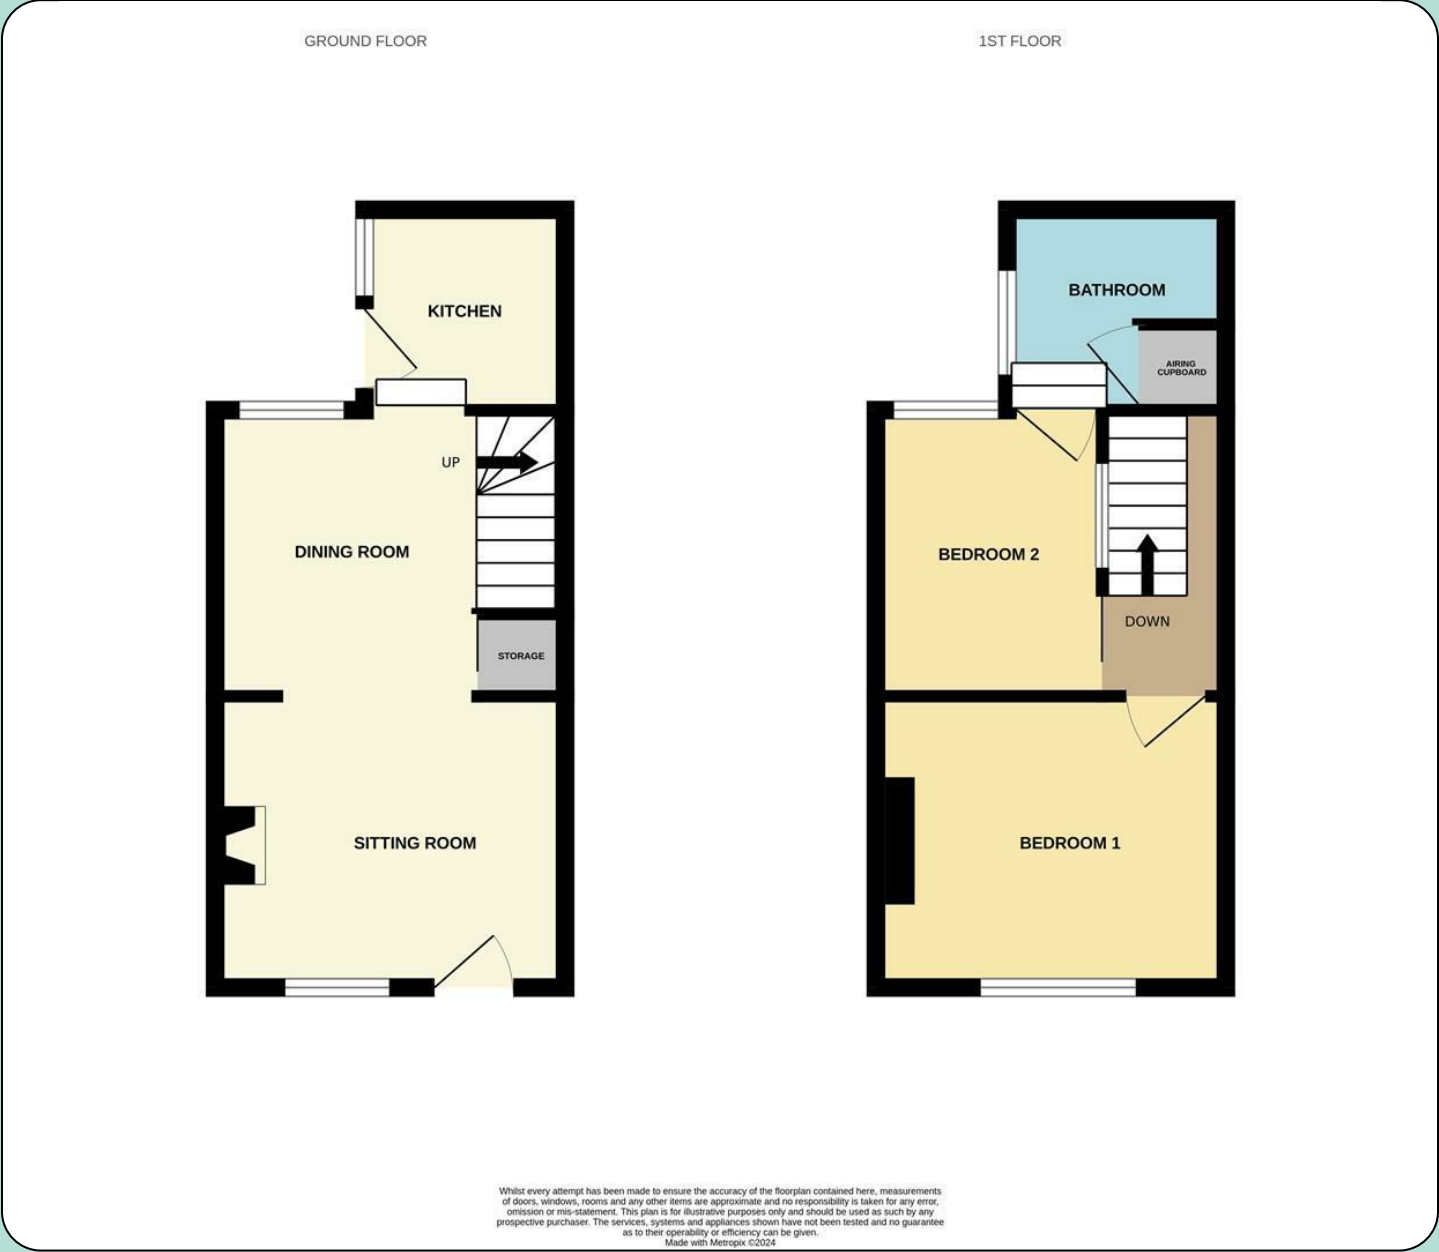 GROUND FLOOR
1ST FLOOR
KITCHEN
UP
DINING ROOM
STORAGE
SITTING ROOM
BATHROOM
AIRING
CUPBOARD
BEDROOM 2
DOWN
BEDROOM 1
Whilst every attempt has been made to ensure the accuracy of the floorplan contained here, measurements
of doors, windows, rooms and any other items are approximate and no responsibility is taken for any error,
omission or mis-statement. This plan is for illustrative purposes only and should be used as such by any
prospective purchaser. The services, systems and appliances shown have not been tested and no guarantee
as to their operability or efficiency can be given.
Made with Metropix ©2024